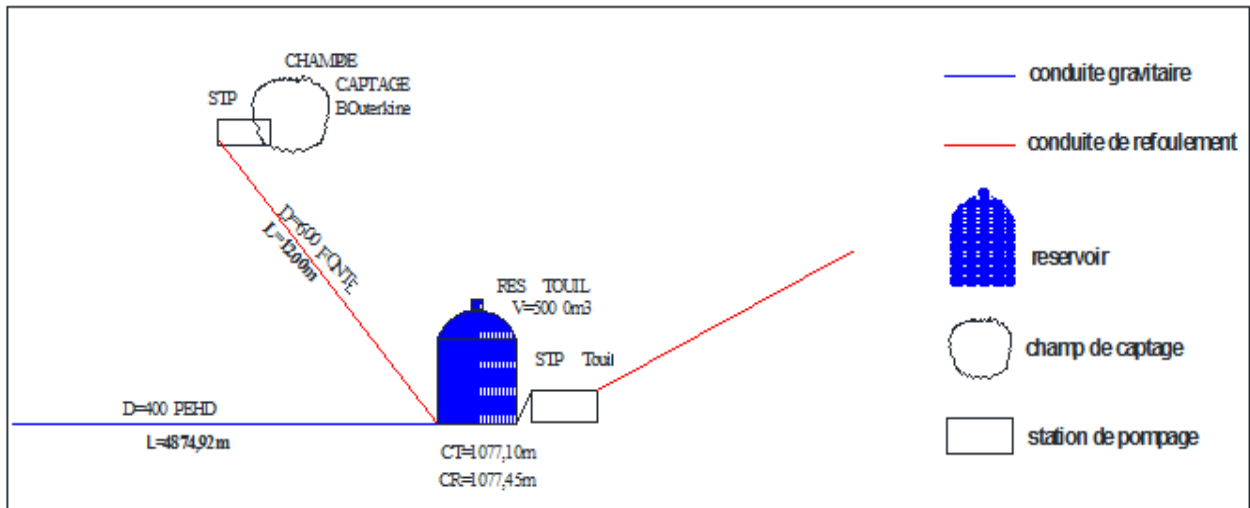 CHAMPDE
CAPTAGE
BOuterkine
STP
D=600 FONTE
L=1200m
RES TOUIL
V=500 0m3
STP Touil
D=400 PEHD
L=4874,92m
CT=1077,10m
CR=1077,45m
conduite gravitaire
conduite de refoulement
reservoir
champ de captage
station de pompage